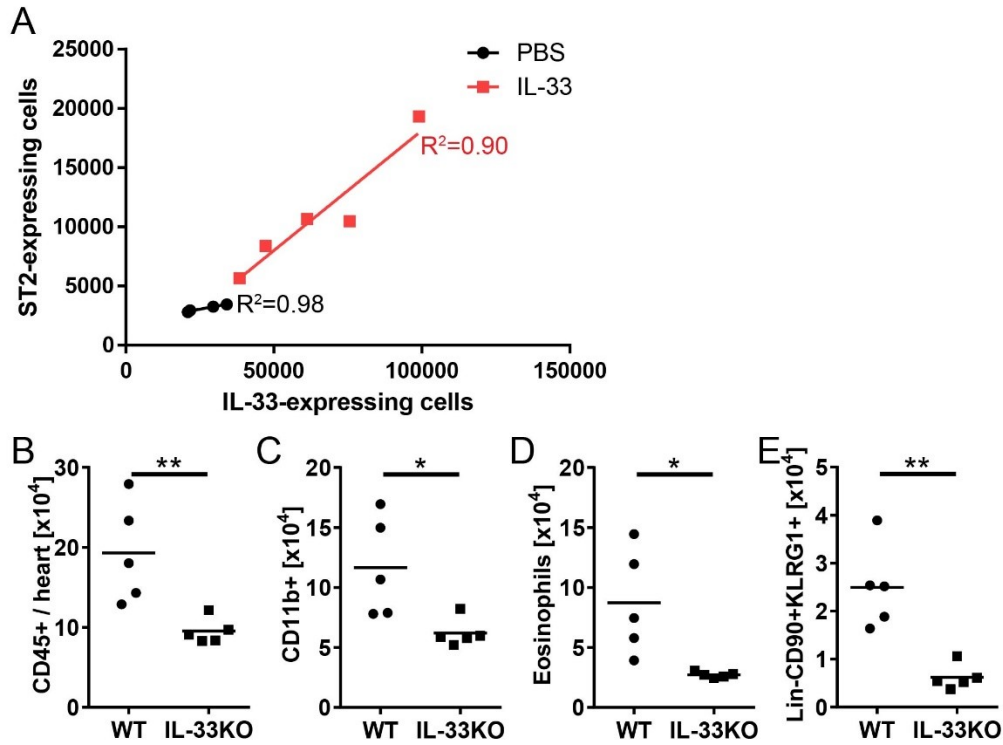 A
PBS
IL-33
25000
20000
15000
10000
5000
0
ST2-expressing cells
R²=0.90
R²=0.98
0
50000
100000
150000
IL-33-expressing cells
B
30
20
10
0
CD45+ / heart [x10⁴]
**
WT
IL-33KO
C
20
15
10
5
0
CD11b+ [x10⁴]
*
WT
IL-33KO
D
20
15
10
5
0
Eosinophils [x10⁴]
*
WT
IL-33KO
E
5
4
3
2
1
0
Lin-CD90+KLRG1+ [x10⁴]
**
WT
IL-33KO